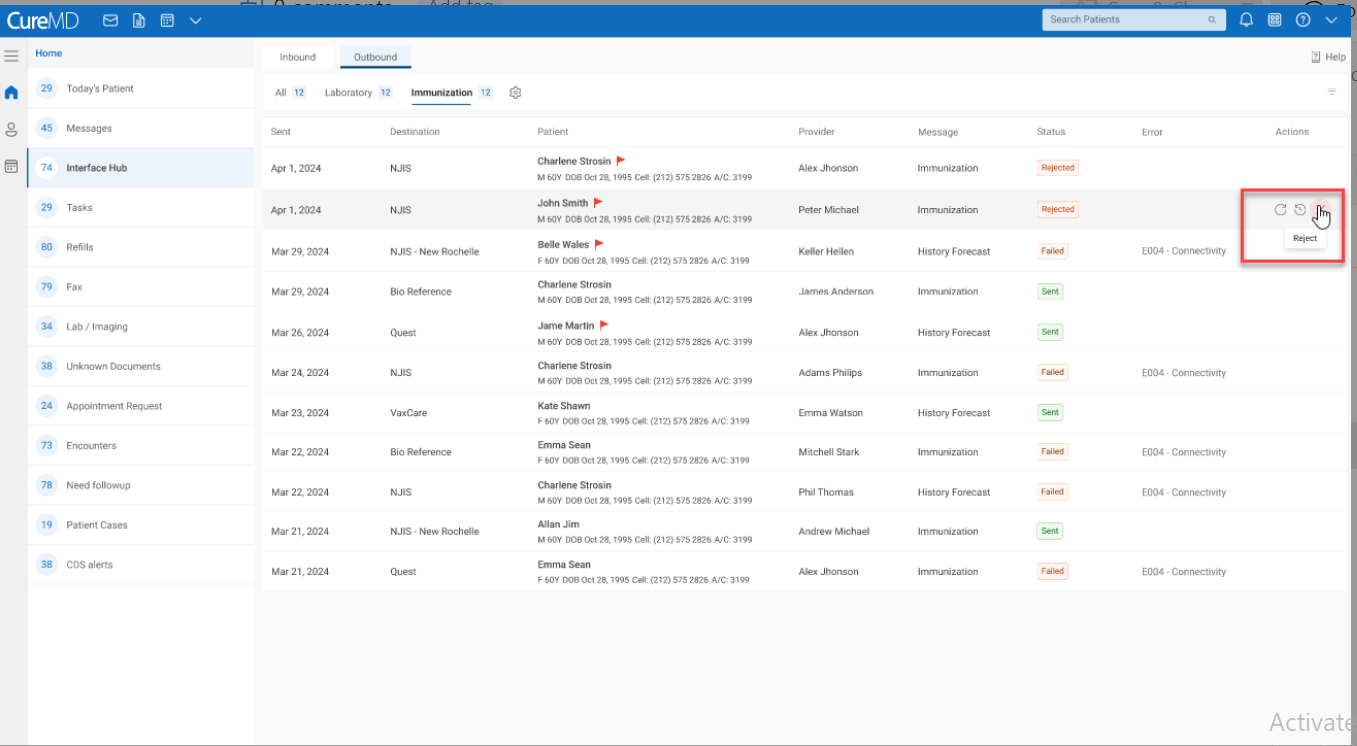 0 comments Add tag
CureMD Search Patients
Home Inbound Outbound Help
29 Today's Patient
45 Messages
74 Interface Hub
29 Tasks
80 Refills
79 Fax
34 Lab / Imaging
38 Unknown Documents
24 Appointment Request
73 Encounters
78 Need followup
19 Patient Cases
38 CDS alerts
All 12 Laboratory 12 Immunization 12
Sent Destination Patient Provider Message Status Error Actions
Apr 1, 2024 NJIS Charlene Strosin Alex Jhonson Immunization Rejected
M 60Y DOB Oct 28, 1995 Cell: (212) 575 2826 A/C: 3199
Apr 1, 2024 NJIS John Smith Peter Michael Immunization Rejected
M 60Y DOB Oct 28, 1995 Cell: (212) 575 2826 A/C: 3199
Reject
Mar 29, 2024 NJIS - New Rochelle Belle Wales Keller Hellen History Forecast Failed E004 - Connectivity
F 60Y DOB Oct 28, 1995 Cell: (212) 575 2826 A/C: 3199
Mar 29, 2024 Bio Reference Charlene Strosin James Anderson Immunization Sent
M 60Y DOB Oct 28, 1995 Cell: (212) 575 2826 A/C: 3199
Mar 26, 2024 Quest Jame Martin Alex Jhonson History Forecast Sent
M 60Y DOB Oct 28, 1995 Cell: (212) 575 2826 A/C: 3199
Mar 24, 2024 NJIS Charlene Strosin Adams Philips Immunization Failed E004 - Connectivity
M 60Y DOB Oct 28, 1995 Cell: (212) 575 2826 A/C: 3199
Mar 23, 2024 VaxCare Kate Shawn Emma Watson History Forecast Sent
F 60Y DOB Oct 28, 1995 Cell: (212) 575 2826 A/C: 3199
Mar 22, 2024 Bio Reference Emma Sean Mitchell Stark Immunization Failed E004 - Connectivity
F 60Y DOB Oct 28, 1995 Cell: (212) 575 2826 A/C: 3199
Mar 22, 2024 NJIS Charlene Strosin Phil Thomas History Forecast Failed E004 - Connectivity
M 60Y DOB Oct 28, 1995 Cell: (212) 575 2826 A/C: 3199
Mar 21, 2024 NJIS - New Rochelle Allan Jim Andrew Michael Immunization Sent
M 60Y DOB Oct 28, 1995 Cell: (212) 575 2826 A/C: 3199
Mar 21, 2024 Quest Emma Sean Alex Jhonson Immunization Failed E004 - Connectivity
F 60Y DOB Oct 28, 1995 Cell: (212) 575 2826 A/C: 3199
Activate